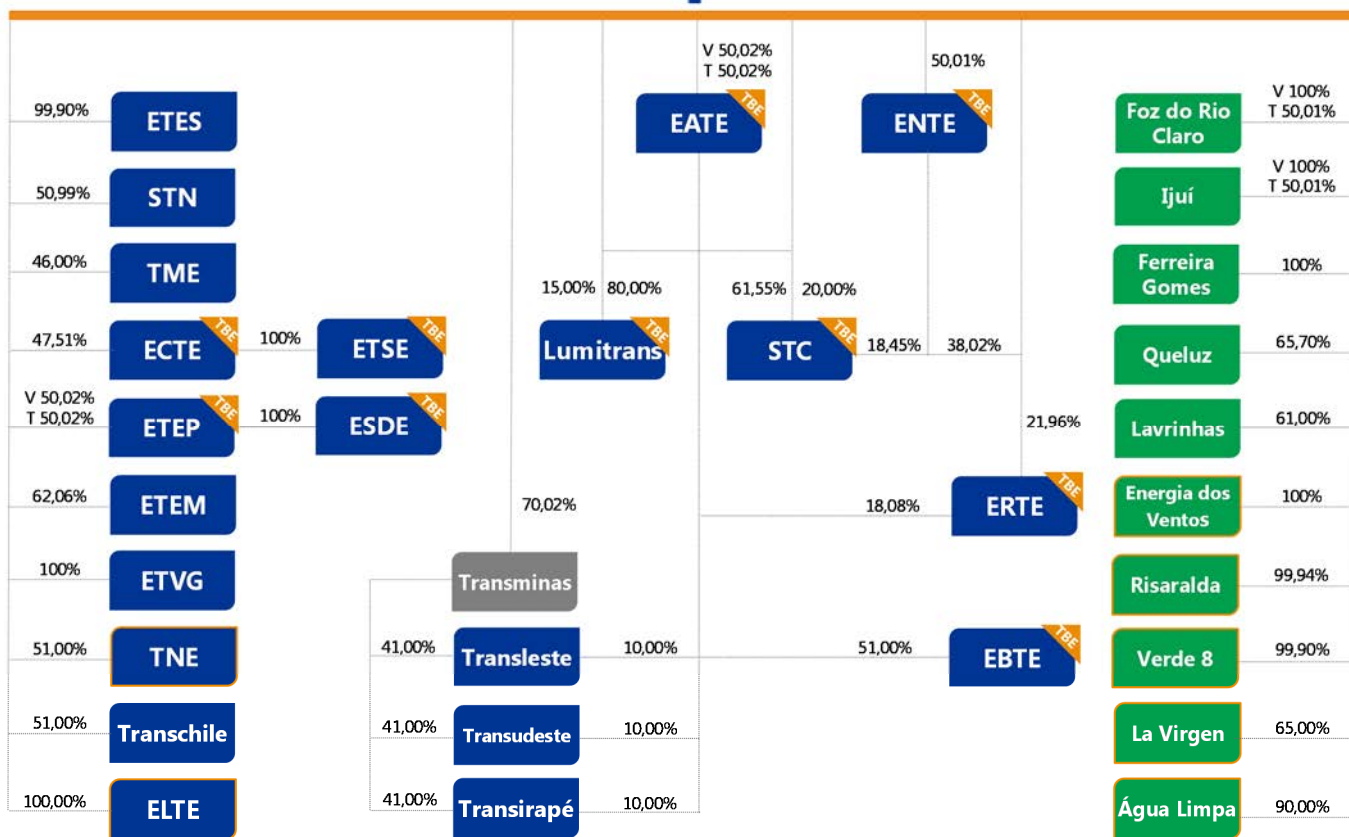 V 50,02%
T 50,02%
50,01%
99,90%
ETES
EATE
TBE
ENTE
TBE
Foz do Rio
Claro
V 100%
T 50,01%
50,99%
STN
Ijuí
V 100%
T 50,01%
46,00%
TME
Ferreira
Gomes
100%
15,00%
80,00%
61,55%
20,00%
47,51%
ECTE
TBE
100%
ETSE
TBE
Lumitrans
TBE
STC
TBE
18,45%
38,02%
Queluz
65,70%
V 50,02%
T 50,02%
ETEP
TBE
100%
ESDE
TBE
21,96%
Lavrinhas
61,00%
62,06%
ETEM
70,02%
18,08%
ERTE
TBE
Energia dos
Ventos
100%
100%
ETVG
Transminas
Risaralda
99,94%
51,00%
TNE
41,00%
Transleste
10,00%
51,00%
EBTE
TBE
Verde 8
99,90%
51,00%
Transchile
41,00%
Transudeste
10,00%
La Virgen
65,00%
100,00%
ELTE
41,00%
Transirapé
10,00%
Água Limpa
90,00%